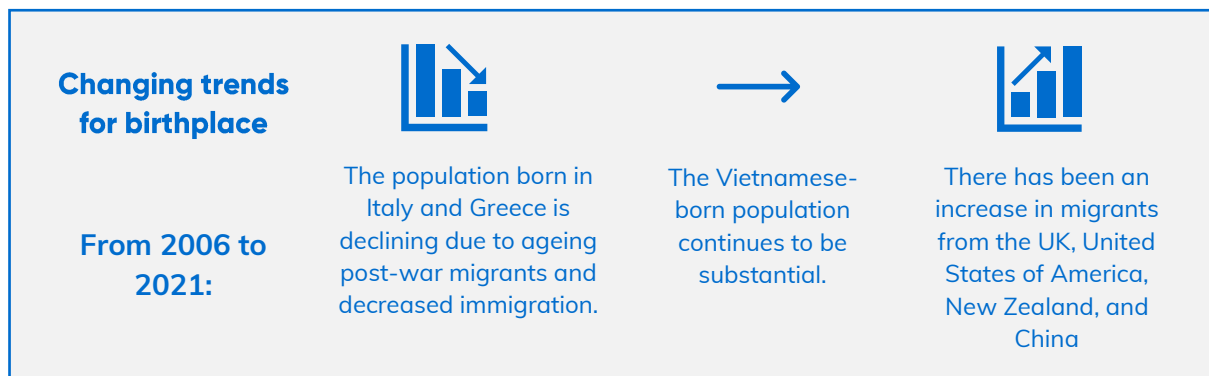 Changing trends
for birthplace
From 2006 to
2021:
The population born in
Italy and Greece is
declining due to ageing
post-war migrants and
decreased immigration.
The Vietnamese-
born population
continues to be
substantial.
There has been an
increase in migrants
from the UK, United
States of America,
New Zealand, and
China